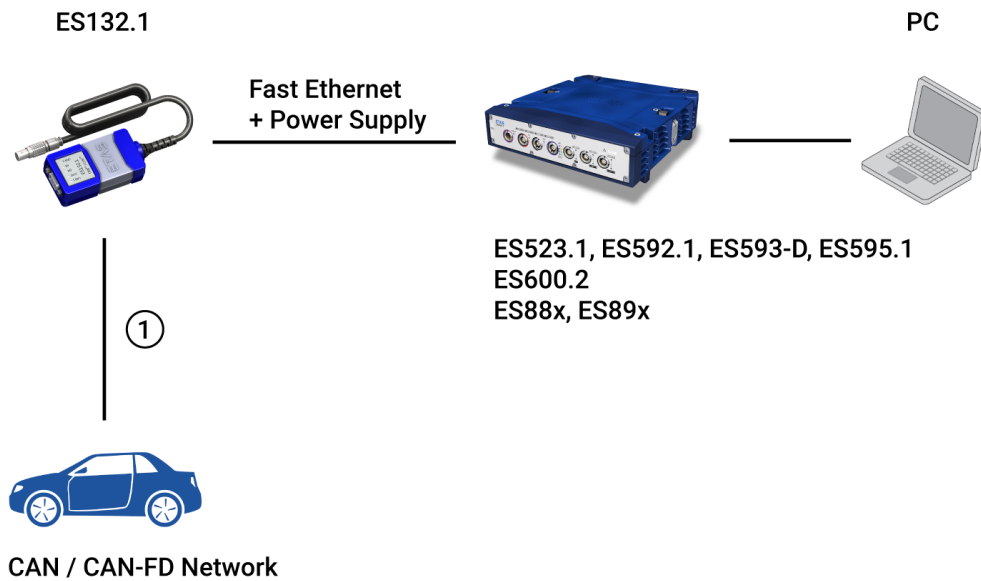 ES132.1
PC
Fast Ethernet
+ Power Supply
ES523.1, ES592.1, ES593-D, ES595.1
ES600.2
ES88x, ES89x
1
CAN / CAN-FD Network